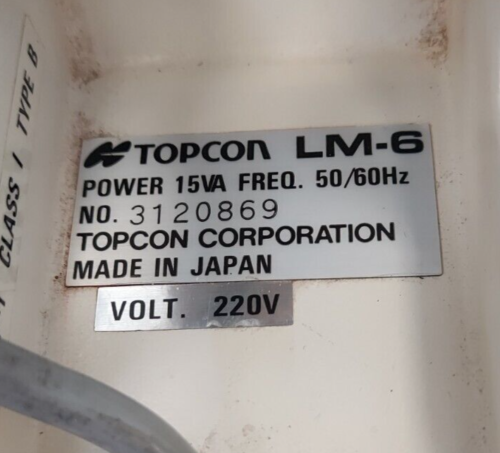 TOPCON LM-6
POWER 15VA FREQ. 50/60Hz
NO. 3120869
TOPCON CORPORATION
MADE IN JAPAN
VOLT. 220V
CLASS I TYPE B